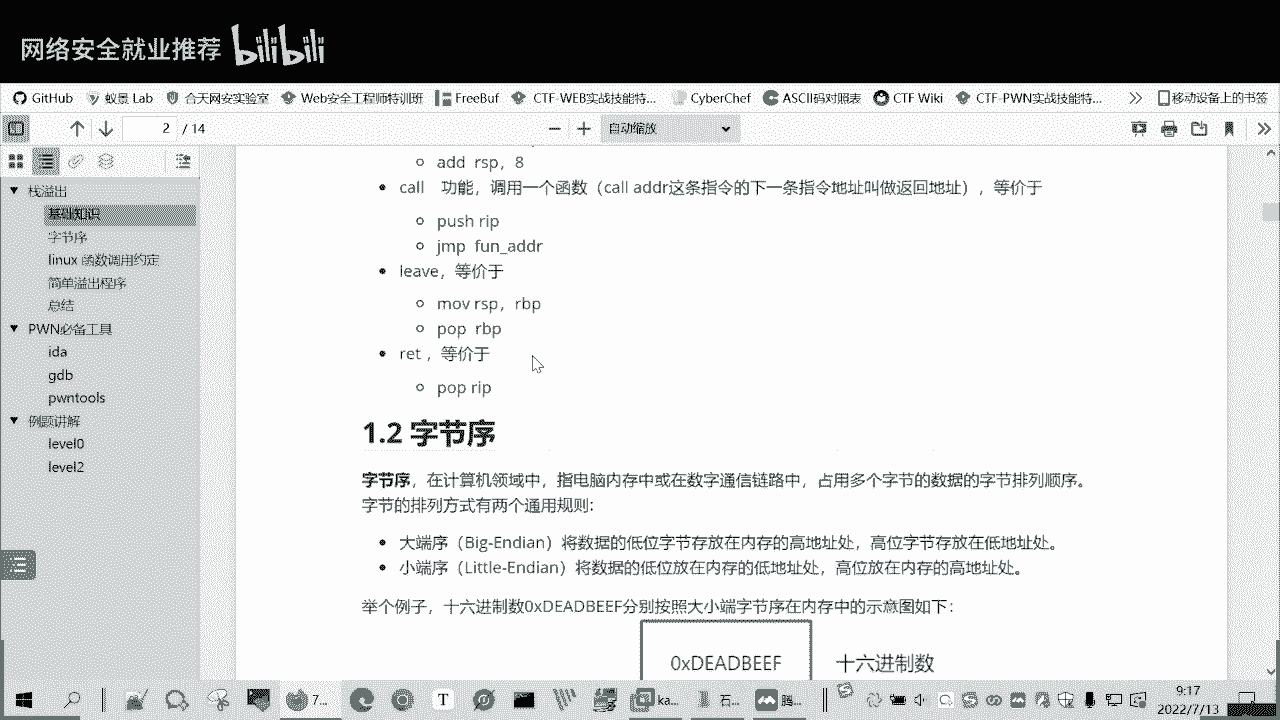 网络安全就业推荐 bilibili
GitHub 蚁景 Lab 合天网安实验室 Web安全工程师特训班 FreeBuf CTF-WEB实战技能特... CyberChef ASCII码对照表 CTF Wiki CTF-PWN实战技能特... 移动设备上的书签
2 / 14 自动缩放
add rsp，8
栈溢出
call 功能，调用一个函数（call addr这条指令的下一条指令地址叫做返回地址），等价于
基础知识
push rip
字节序
jmp fun_addr
linux 函数调用约定
leave，等价于
简单溢出程序
mov rsp，rbp
总结
PWN必备工具
pop rbp
ida
ret ，等价于
gdb
pop rip
pwntools
例题讲解
1.2 字节序
level0
level2
字节序，在计算机领域中，指电脑内存中或在数字通信链路中，占用多个字节的数据的字节排列顺序。
字节的排列方式有两个通用规则:
大端序（Big-Endian）将数据的低位字节存放在内存的高地址处，高位字节存放在低地址处。
小端序（Little-Endian）将数据的低位放在内存的低地址处，高位放在内存的高地址处。
举个例子，十六进制数0xDEADBEEF分别按照大小端字节序在内存中的示意图如下：
0xDEADBEEF 十六进制数
7... T ka... 石... 腾...
9:17
2022/7/13